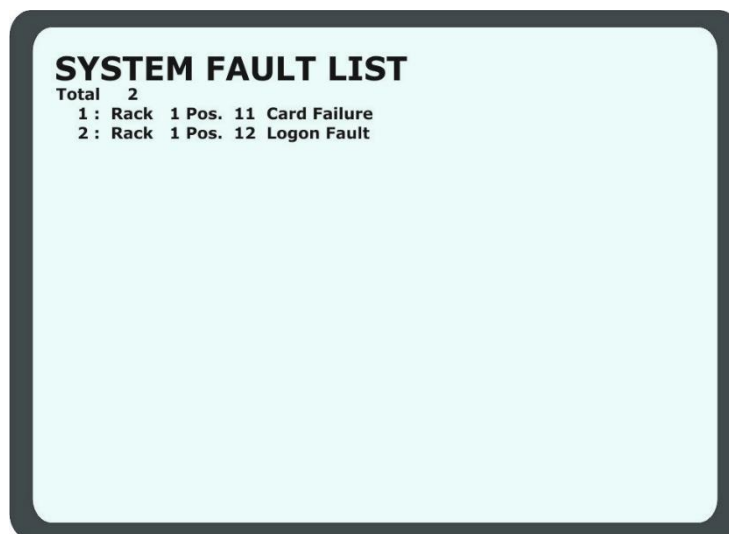 SYSTEM FAULT LIST
Total 2
1 : Rack 1 Pos. 11 Card Failure
2 : Rack 1 Pos. 12 Logon Fault